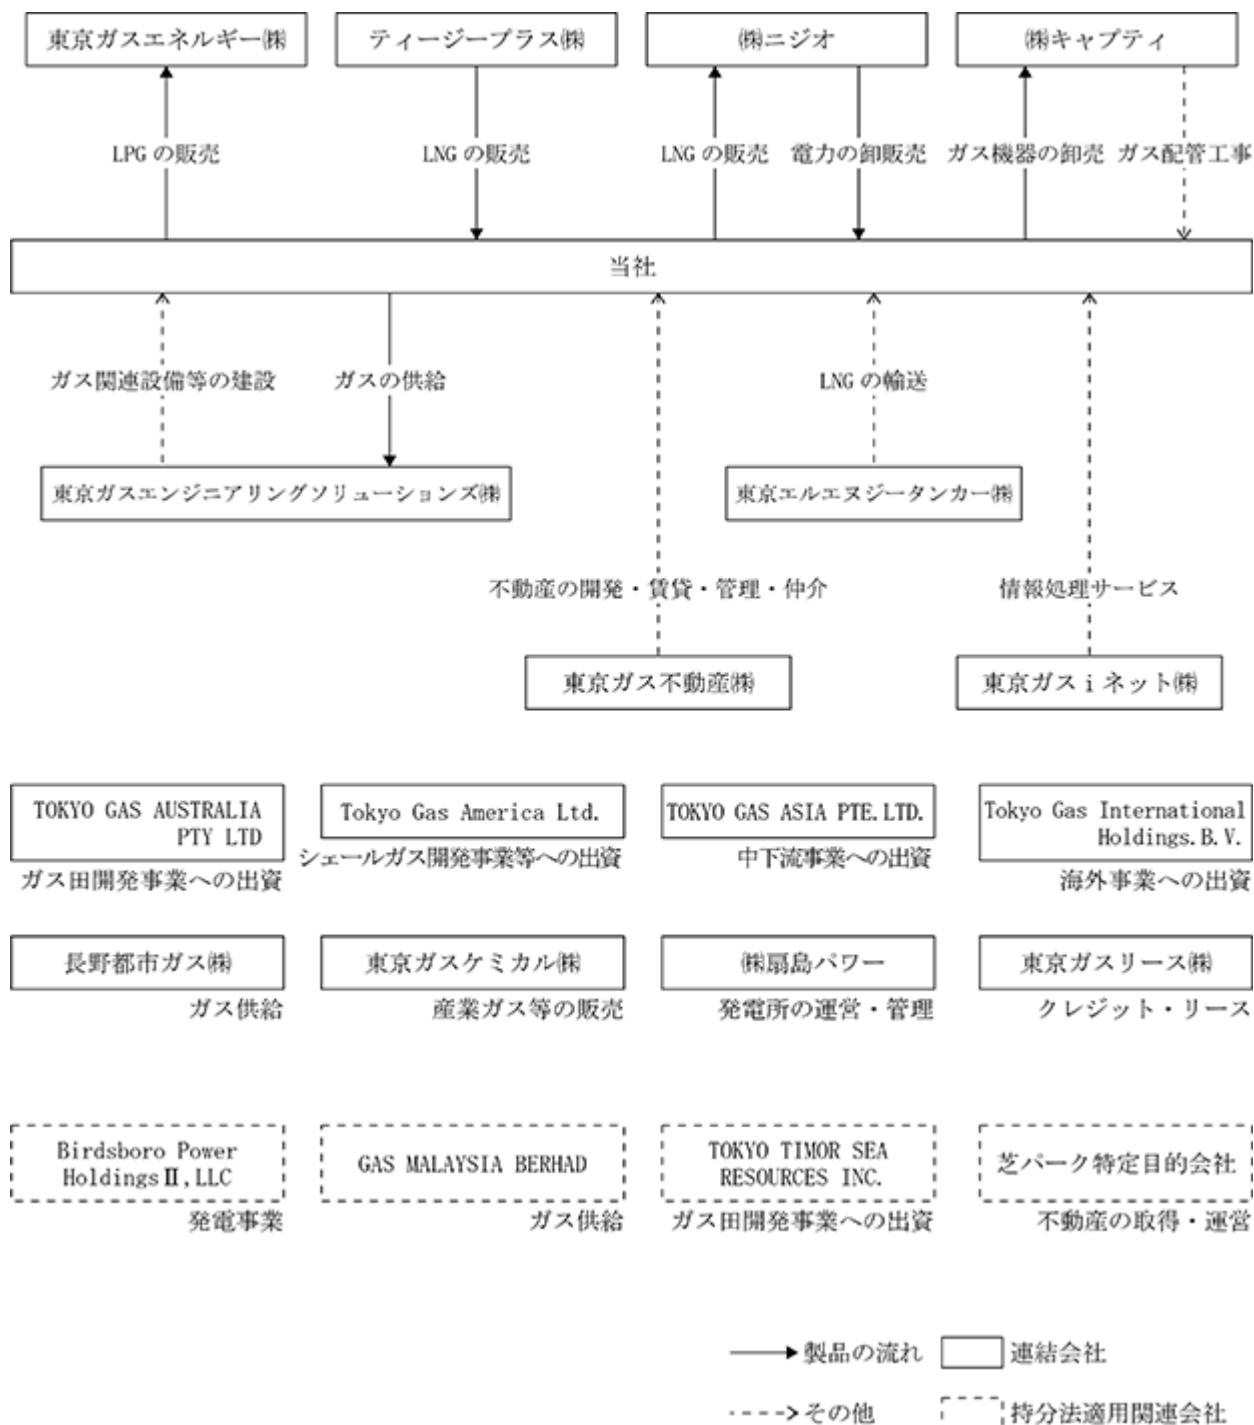 東京ガスエネルギー㈱
ティージープラス㈱
㈱ニジオ
㈱キャプティ
LPG の販売
LNG の販売
LNG の販売
電力の卸販売
ガス機器の卸売
ガス配管工事
当社
ガス関連設備等の建設
ガスの供給
LNG の輸送
東京ガスエンジニアリングソリューションズ㈱
東京エルエヌジータンカー㈱
不動産の開発・賃貸・管理・仲介
情報処理サービス
東京ガス不動産㈱
東京ガス i ネット㈱
TOKYO GAS AUSTRALIA
PTY LTD
ガス田開発事業への出資
Tokyo Gas America Ltd.
シェールガス開発事業等への出資
TOKYO GAS ASIA PTE.LTD.
中下流事業への出資
Tokyo Gas International
Holdings.B.V.
海外事業への出資
長野都市ガス㈱
ガス供給
東京ガスケミカル㈱
産業ガス等の販売
㈱扇島パワー
発電所の運営・管理
東京ガスリース㈱
クレジット・リース
Birdsboro Power
HoldingsⅡ,LLC
発電事業
GAS MALAYSIA BERHAD
ガス供給
TOKYO TIMOR SEA
RESOURCES INC.
ガス田開発事業への出資
芝パーク特定目的会社
不動産の取得・運営
製品の流れ
連結会社
その他
持分法適用関連会社